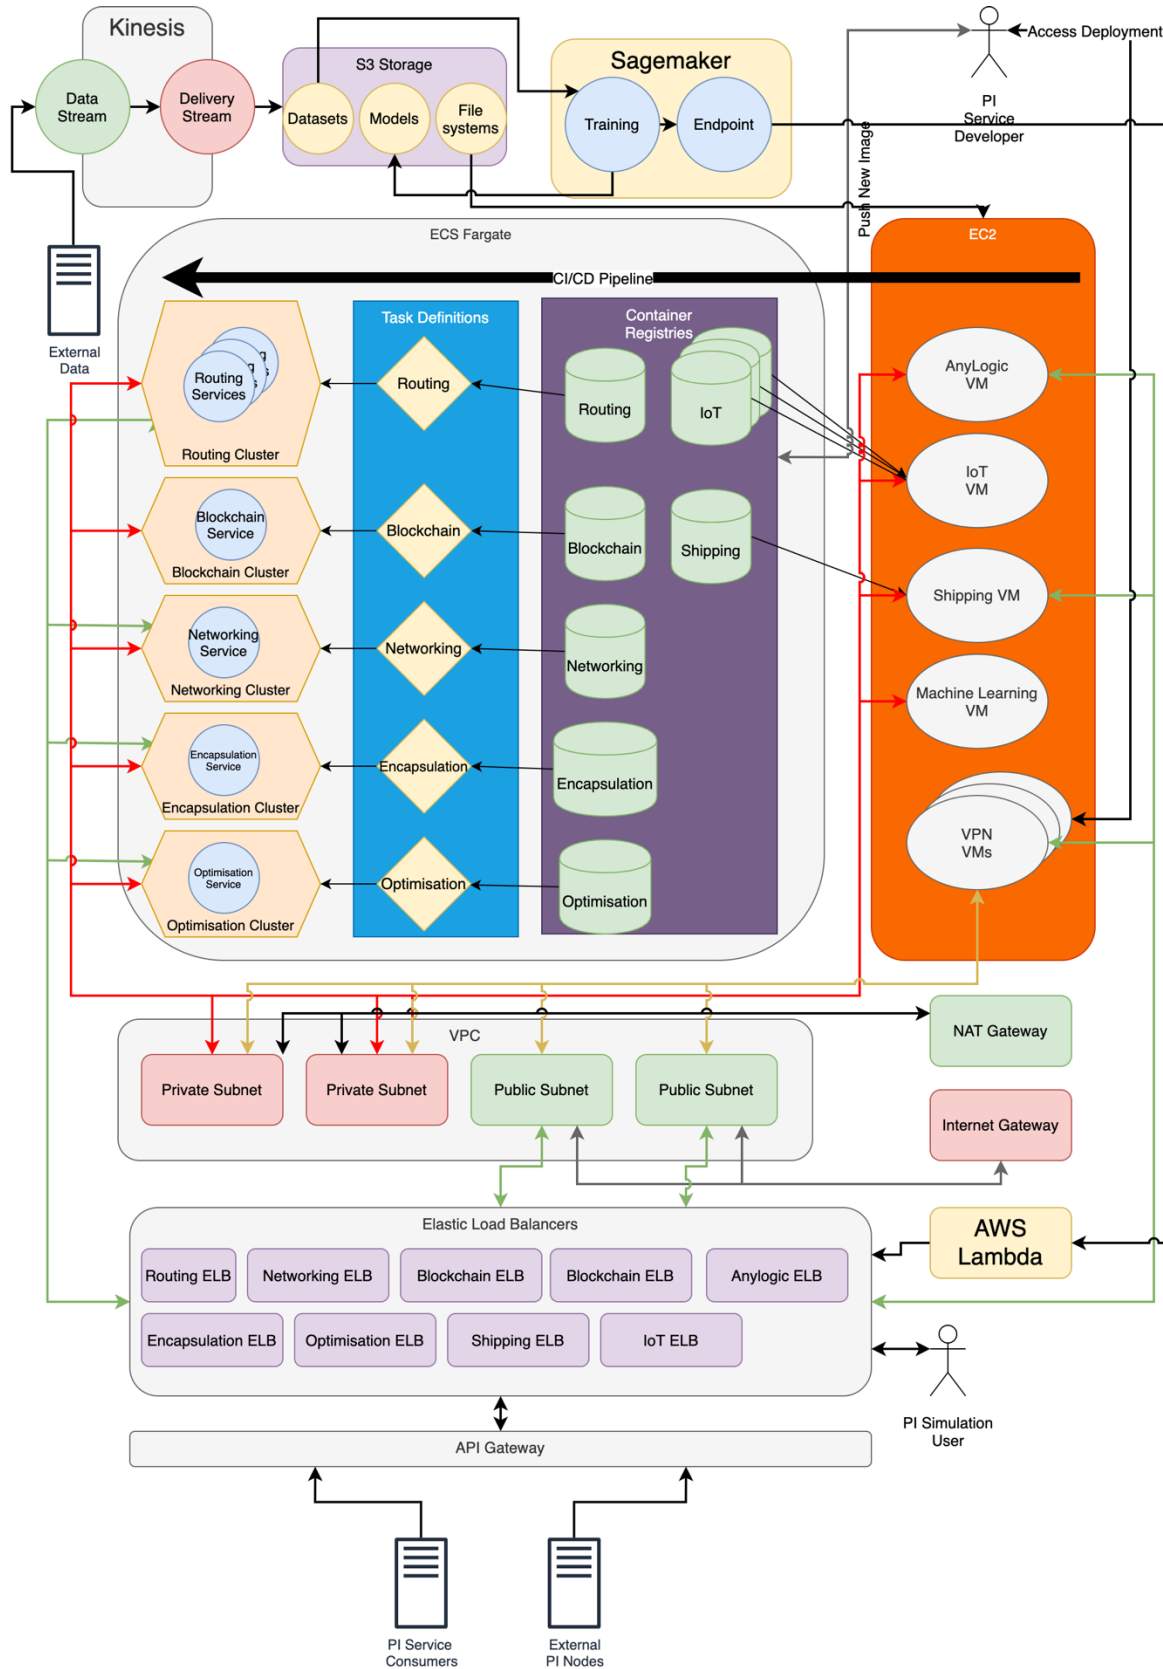 Kinesis
Data
Stream
Delivery
Stream
S3 Storage
Datasets
Models
File
systems
Sagemaker
Training
Endpoint
Access Deployment
PI
Service
Developer
Push New Image
External
Data
ECS Fargate
EC2
CI/CD Pipeline
Task Definitions
Container
Registries
Routing
Services
Routing Cluster
Routing
Routing
IoT
AnyLogic
VM
IoT
VM
Blockchain
Service
Blockchain Cluster
Blockchain
Blockchain
Shipping
Shipping VM
Networking
Service
Networking Cluster
Networking
Networking
Machine Learning
VM
Encapsulation
Service
Encapsulation Cluster
Encapsulation
Encapsulation
VPN
VMs
Optimisation
Service
Optimisation Cluster
Optimisation
Optimisation
VPC
NAT Gateway
Private Subnet
Private Subnet
Public Subnet
Public Subnet
Internet Gateway
Elastic Load Balancers
AWS
Lambda
Routing ELB
Networking ELB
Blockchain ELB
Blockchain ELB
Anylogic ELB
Encapsulation ELB
Optimisation ELB
Shipping ELB
IoT ELB
PI Simulation
User
API Gateway
PI Service
Consumers
External
PI Nodes